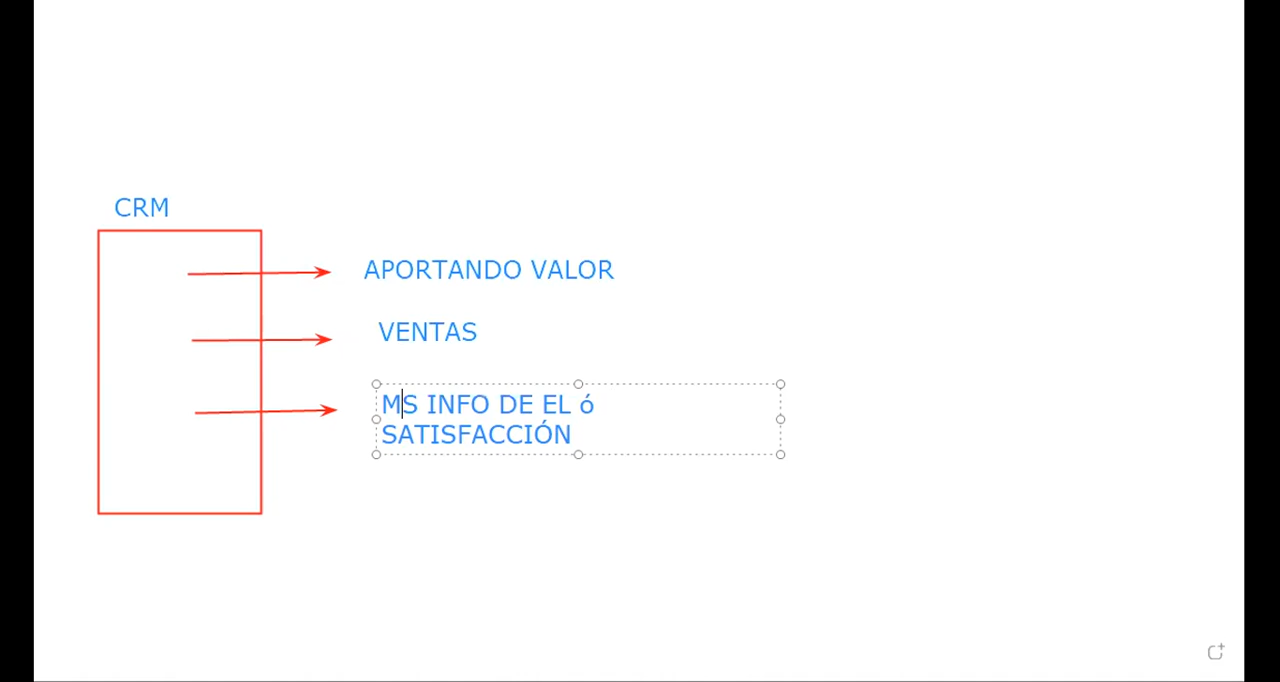 CRM
APORTANDO VALOR
VENTAS
MS INFO DE EL ó
SATISFACCIÓN